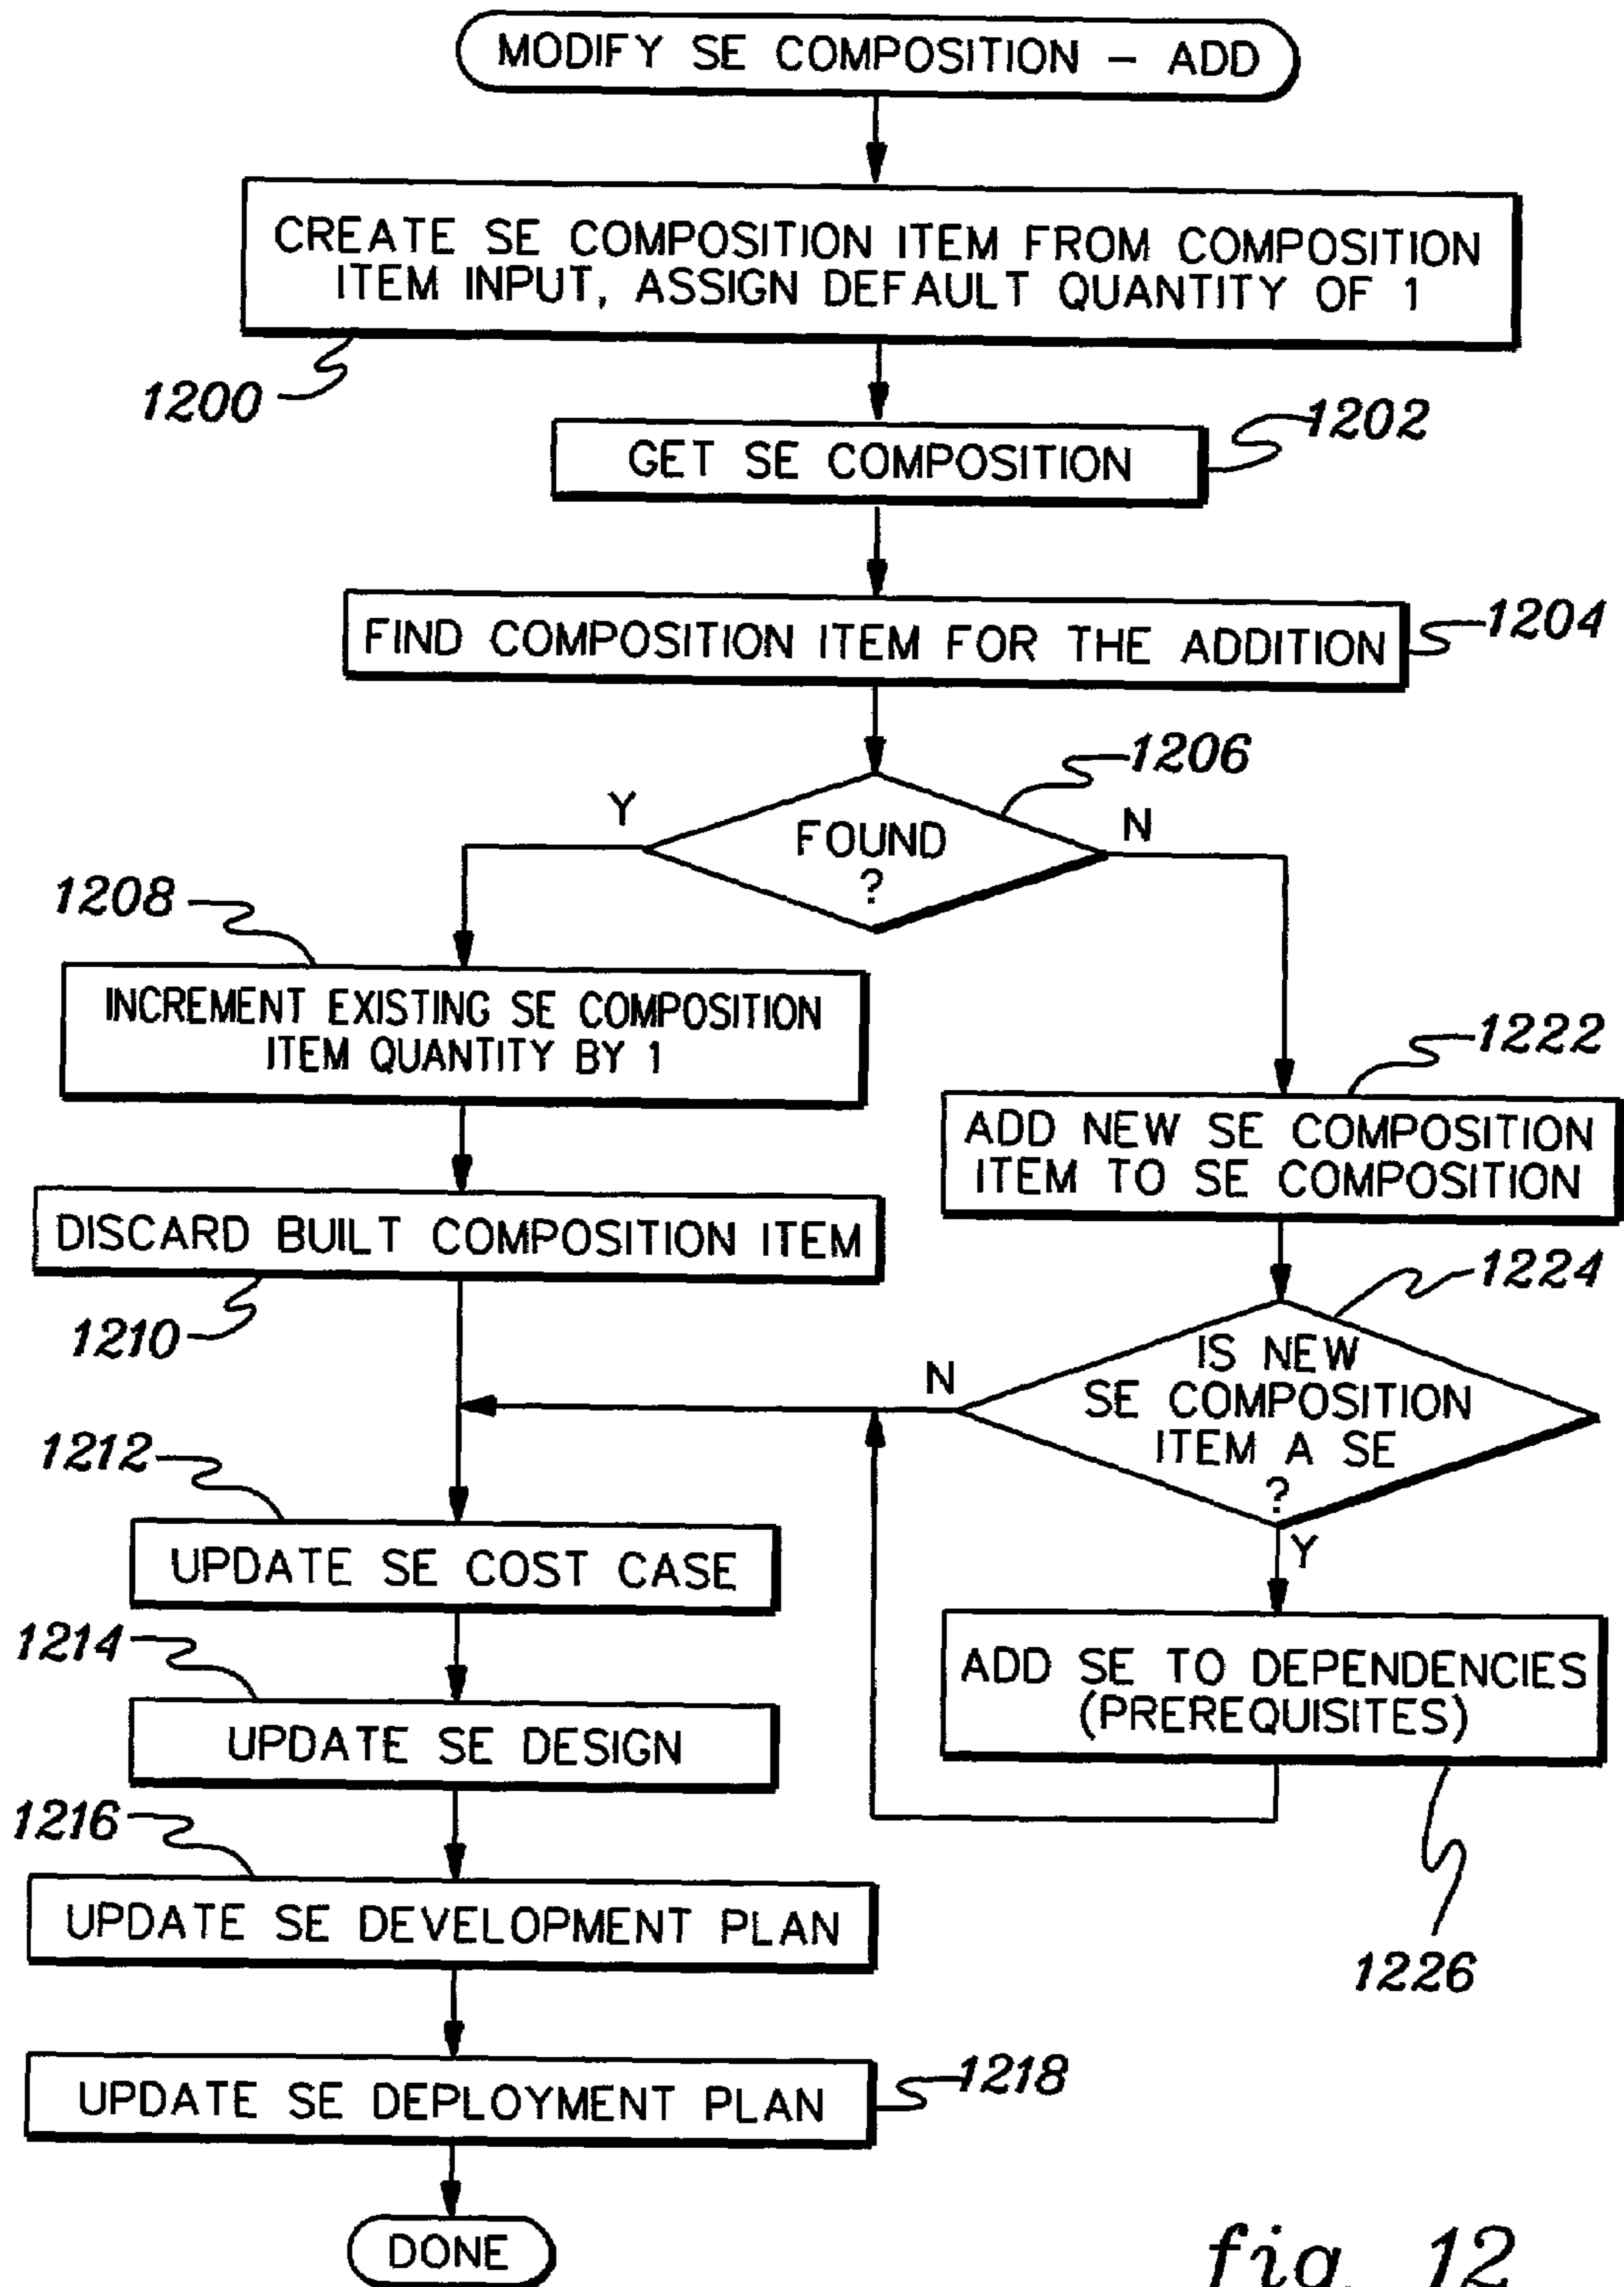 MODIFY SE COMPOSITION – ADD
CREATE SE COMPOSITION ITEM FROM COMPOSITION
ITEM INPUT, ASSIGN DEFAULT QUANTITY OF 1
1200
1202
GET SE COMPOSITION
1204
FIND COMPOSITION ITEM FOR THE ADDITION
1206
Y
N
FOUND
?
1208
INCREMENT EXISTING SE COMPOSITION
ITEM QUANTITY BY 1
1222
ADD NEW SE COMPOSITION
ITEM TO SE COMPOSITION
DISCARD BUILT COMPOSITION ITEM
1210
1224
IS NEW
SE COMPOSITION
ITEM A SE
?
N
Y
1212
UPDATE SE COST CASE
1214
UPDATE SE DESIGN
ADD SE TO DEPENDENCIES
(PREREQUISITES)
1226
1216
UPDATE SE DEVELOPMENT PLAN
1218
UPDATE SE DEPLOYMENT PLAN
DONE
fig. 12